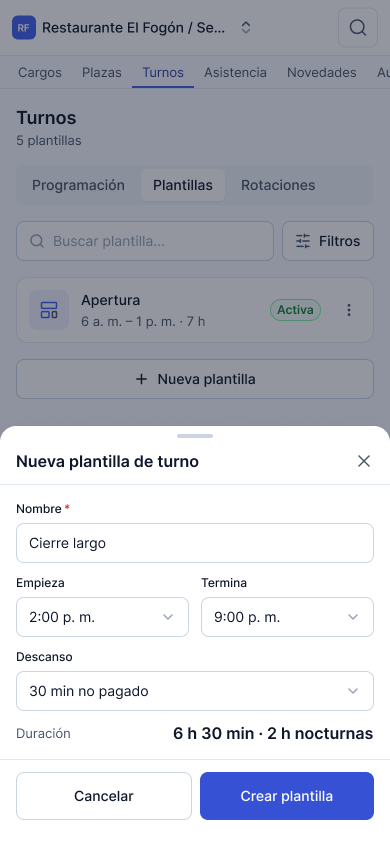 RF Restaurante El Fogón / Se...
Cargos Plazas Turnos Asistencia Novedades Au
Turnos
5 plantillas
Programación Plantillas Rotaciones
Buscar plantilla... Filtros
Apertura
6 a. m. – 1 p. m. · 7 h
Activa
Nueva plantilla
Nueva plantilla de turno
Nombre *
Cierre largo
Empieza Termina
2:00 p. m. 9:00 p. m.
Descanso
30 min no pagado
Duración 6 h 30 min · 2 h nocturnas
Cancelar Crear plantilla